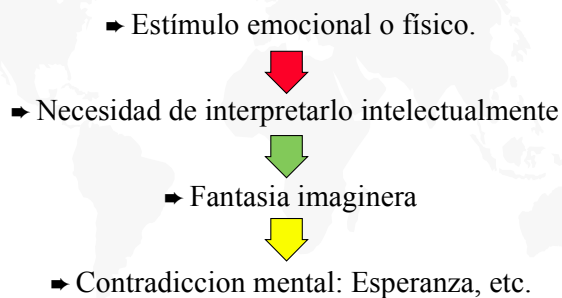 ➨ Estímulo emocional o físico.
➨ Necesidad de interpretarlo intelectualmente
➨ Fantasia imaginera
➨ Contradiccion mental: Esperanza, etc.